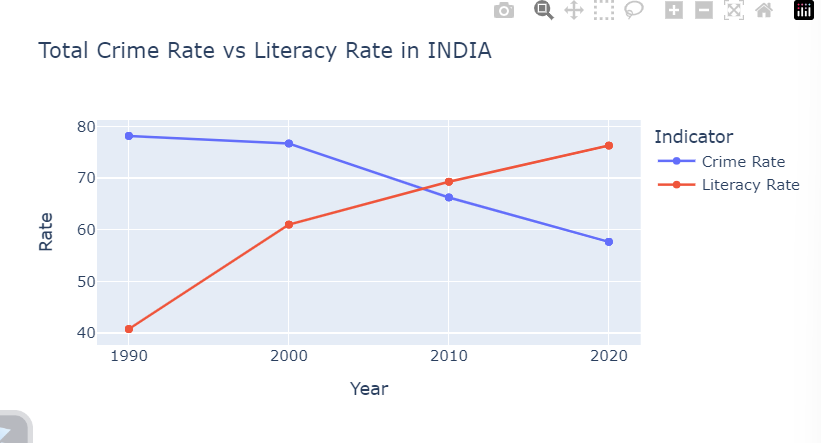 Total Crime Rate vs Literacy Rate in INDIA
Indicator
Crime Rate
Literacy Rate
Rate
80
70
60
50
40
1990 2000 2010 2020
Year